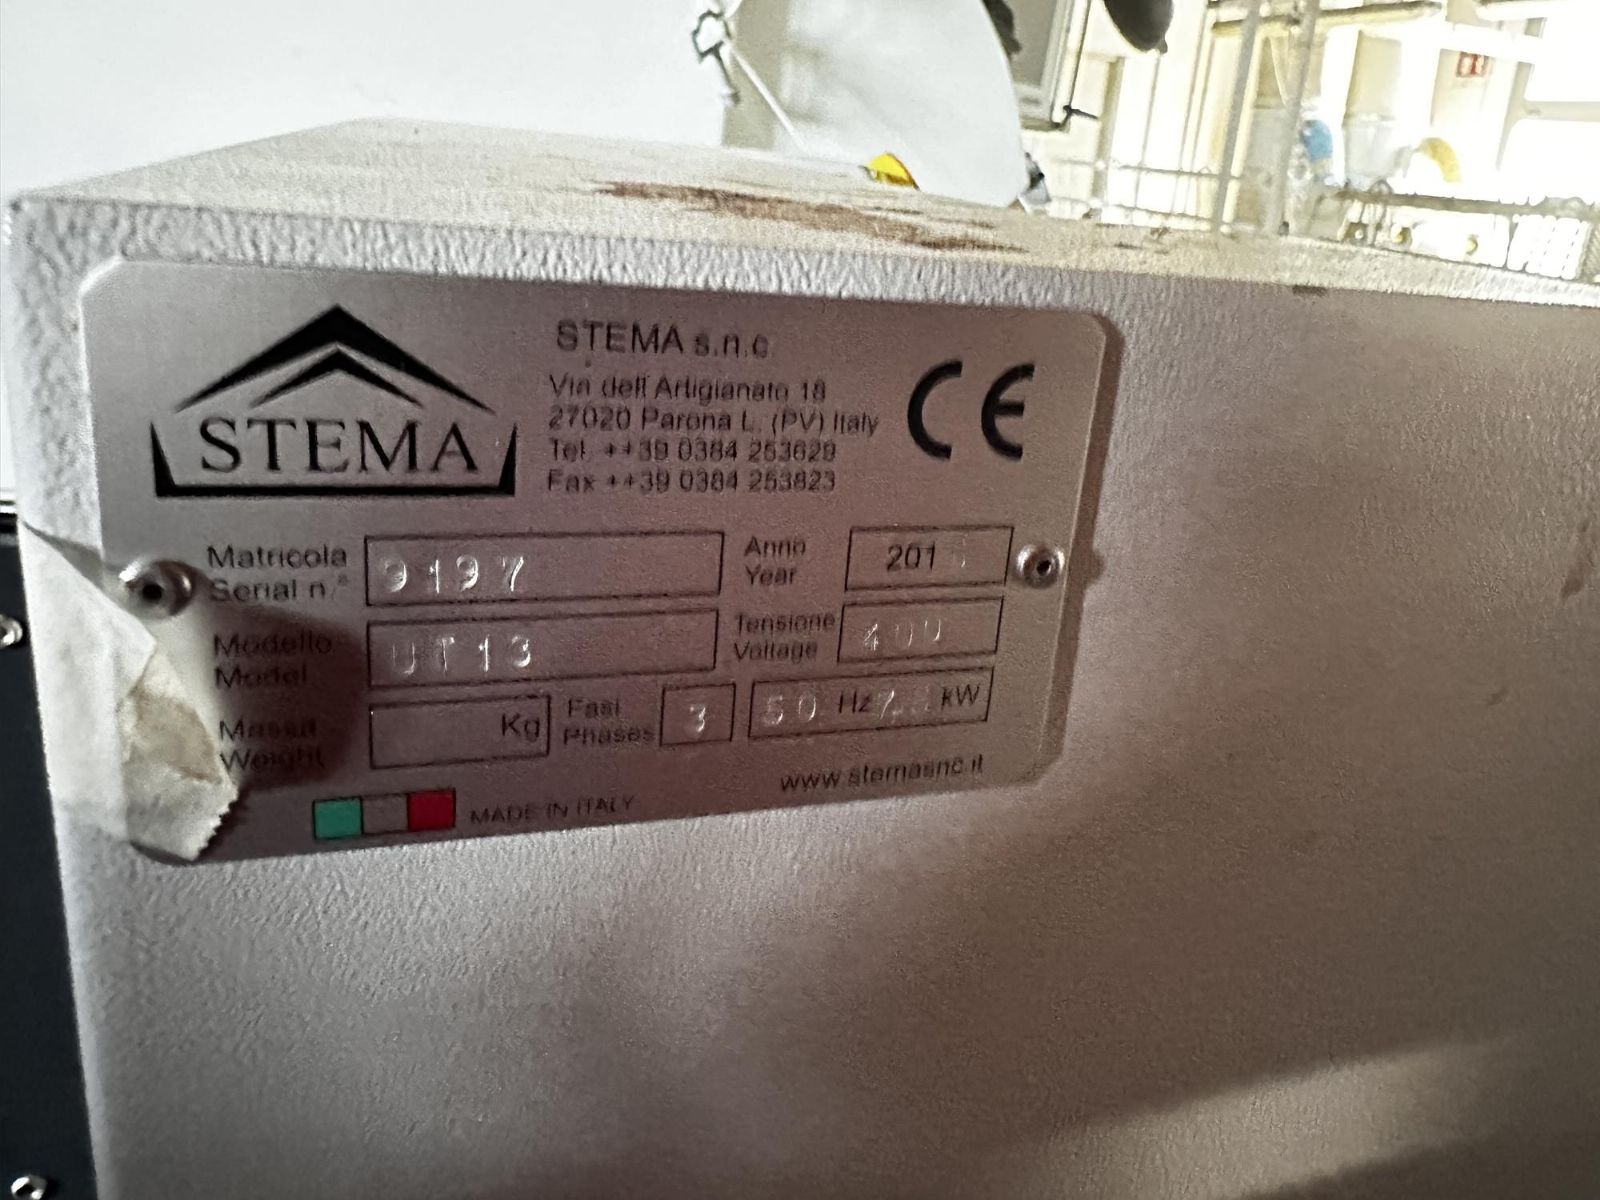 STEMA
STEMA s.n.c.
Via dell'Artigianato 18
27020 Parona L. (PV) Italy
Tel. ++39 0384 253629
Fax ++39 0384 253823
CE
Matricola
Serial n.°
9197
Anno
Year
Modello
Model
UT13
Tensione
Voltage
400
Massa
Weight
Kg
Fasi
Phases
3
50 Hz kW
www.stemasnc.it
MADE IN ITALY